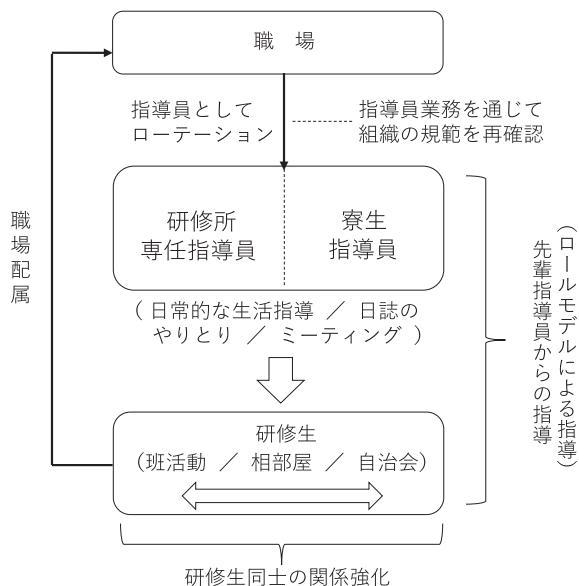 職　場
指導員として
ローテーション
指導員業務を通じて
組織の規範を再確認
研修所
専任指導員
寮生
指導員
（ 日常的な生活指導 ／ 日誌の
やりとり ／ ミーティング ）
研修生
（班活動 ／ 相部屋 ／ 自治会）
職場配属
先輩指導員からの指導
（ロールモデルによる指導）
研修生同士の関係強化